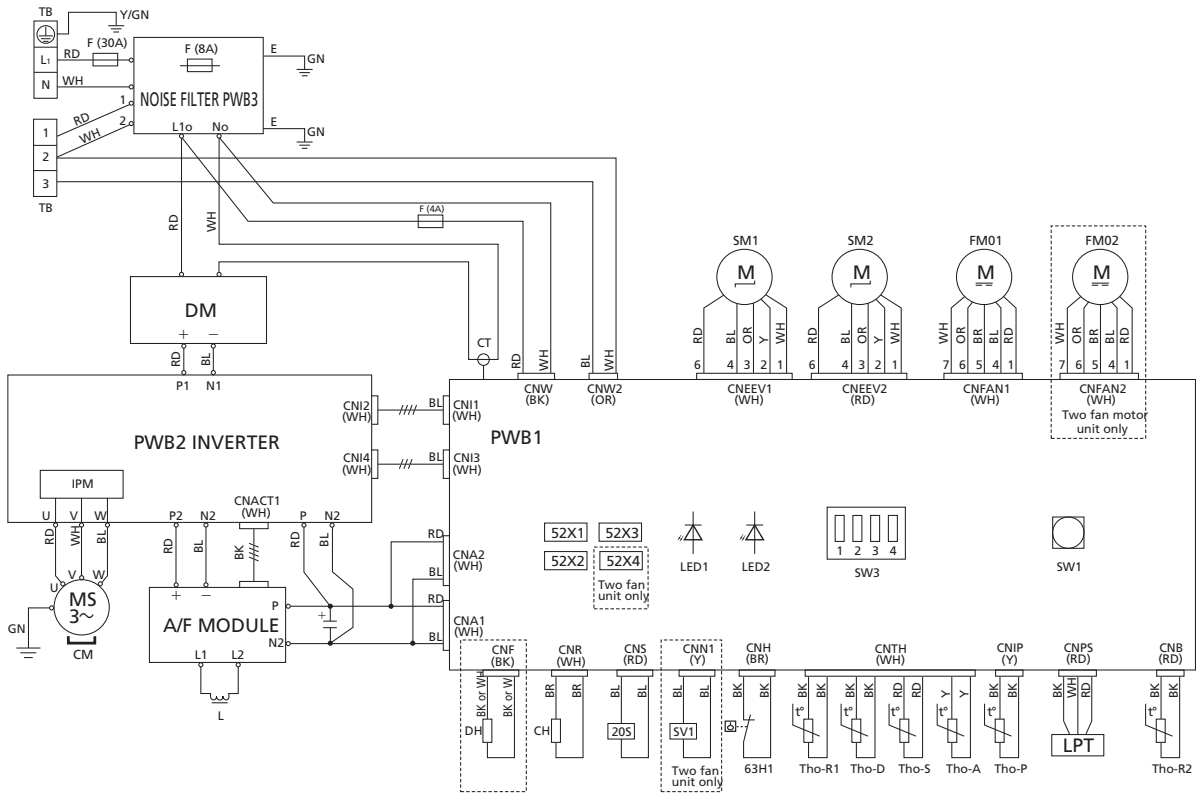 TB
Y/GN
L1
RD
F (30A)
N
WH
F (8A)
NOISE FILTER PWB3
E
GN
1
2
RD
WH
L1o
No
E
GN
1
2
3
TB
RD
WH
F (4A)
DM
+
−
RD
BL
P1
N1
CT
RD
WH
BL
WH
CNW
(BK)
CNW2
(OR)
SM1
M
RD
BL
OR
Y
WH
6
4
3
2
1
CNEEV1
(WH)
SM2
M
RD
BL
OR
Y
WH
6
4
3
2
1
CNEEV2
(RD)
FM01
M
WH
OR
BR
BL
RD
7
6
5
4
1
CNFAN1
(WH)
FM02
M
WH
OR
BR
BL
RD
7
6
5
4
1
CNFAN2
(WH)
Two fan motor
unit only
PWB2 INVERTER
CNI2
(WH)
BL
CNI1
(WH)
CNI4
(WH)
BL
CNI3
(WH)
PWB1
IPM
U
V
W
P2
N2
CNACT1
(WH)
P
N2
RD
WH
BL
RD
BL
BK
RD
BL
U
V
W
MS
3~
GN
CM
+
−
A/F MODULE
P
N2
L1
L2
L
+
RD
BL
CNA2
(WH)
RD
BL
CNA1
(WH)
52X1
52X3
52X2
52X4
Two fan
unit only
LED1
LED2
1
2
3
4
SW3
SW1
CNF
(BK)
BK or WH
BK or W
DH
CNR
(WH)
BR
BR
CH
CNS
(RD)
BL
BL
20S
CNN1
(Y)
BL
BL
SV1
Two fan
unit only
CNH
(BR)
BK
BK
63H1
CNTH
(WH)
BK
BK
t°
Tho-R1
BK
BK
t°
Tho-D
RD
RD
t°
Tho-S
Y
Y
t°
Tho-A
CNIP
(Y)
BK
BK
t°
Tho-P
CNPS
(RD)
BK
WH
RD
LPT
CNB
(RD)
BK
BK
t°
Tho-R2